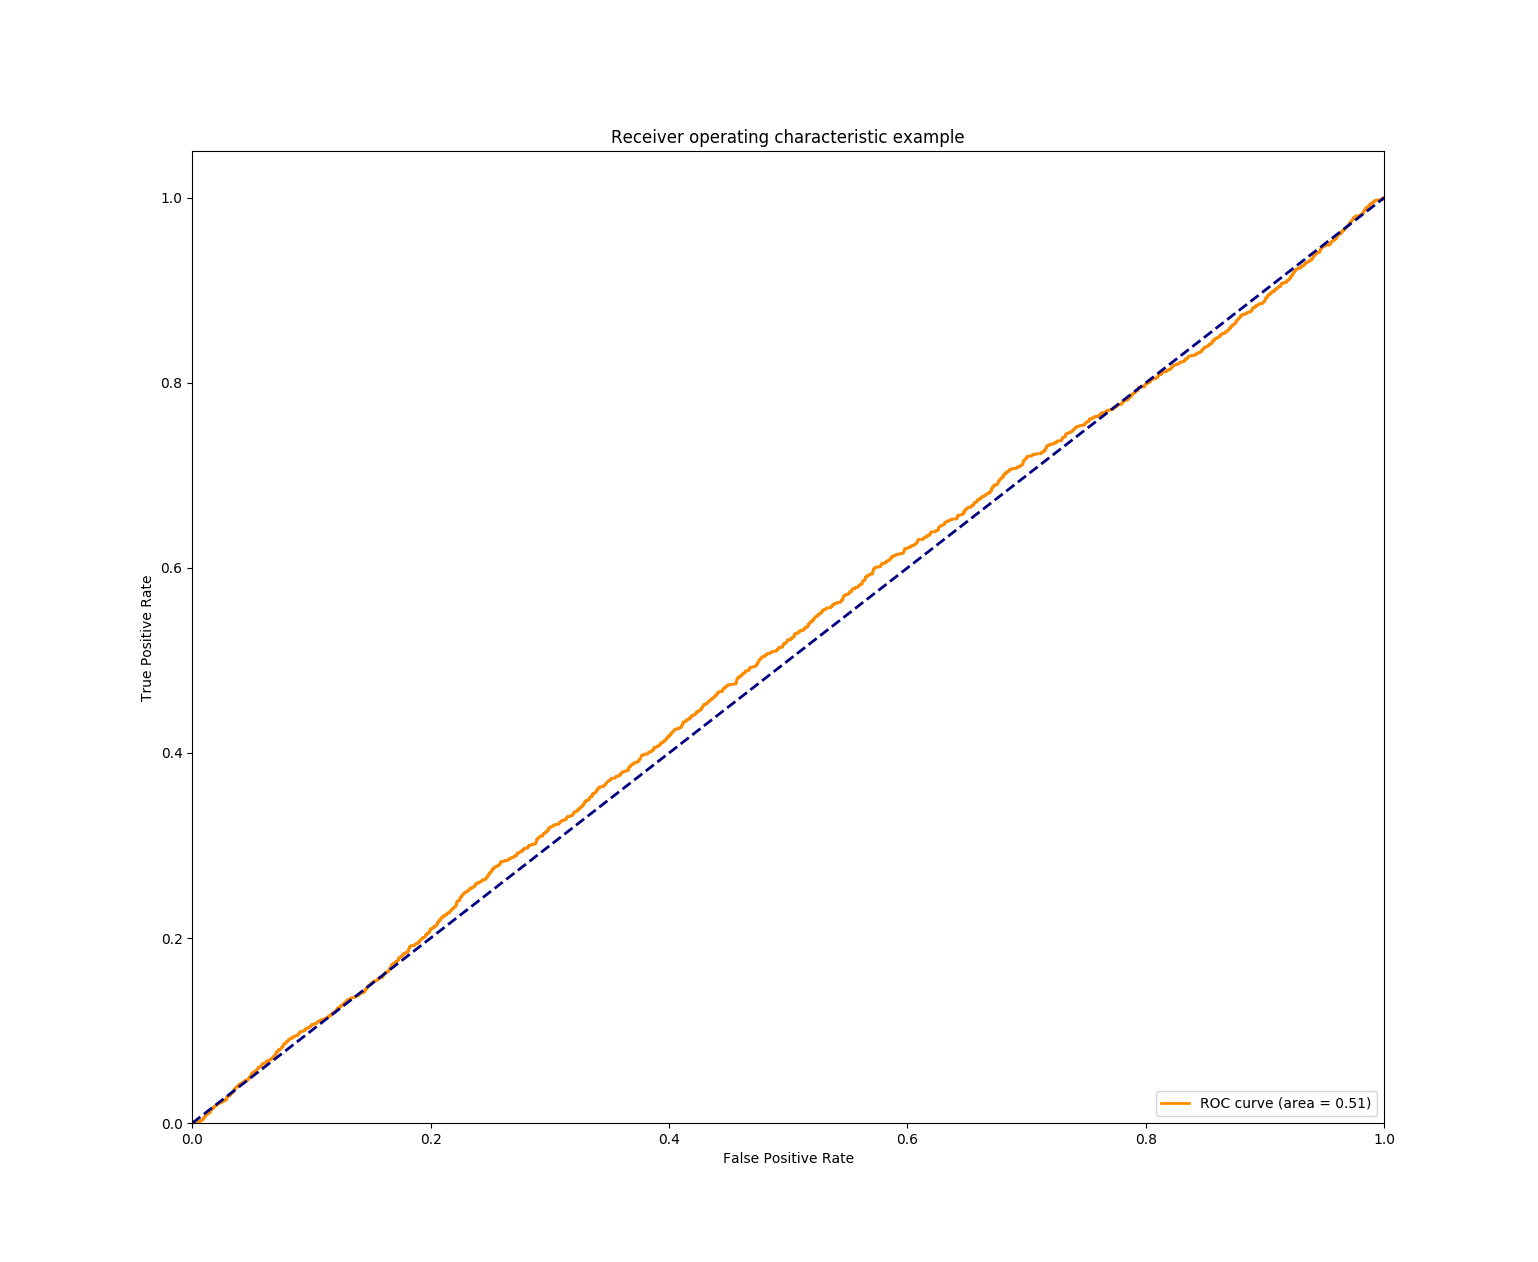 Receiver operating characteristic example
1.0
0.8
0.6
0.4
0.2
0.0
True Positive Rate
0.0 0.2 0.4 0.6 0.8 1.0
False Positive Rate
ROC curve (area = 0.51)